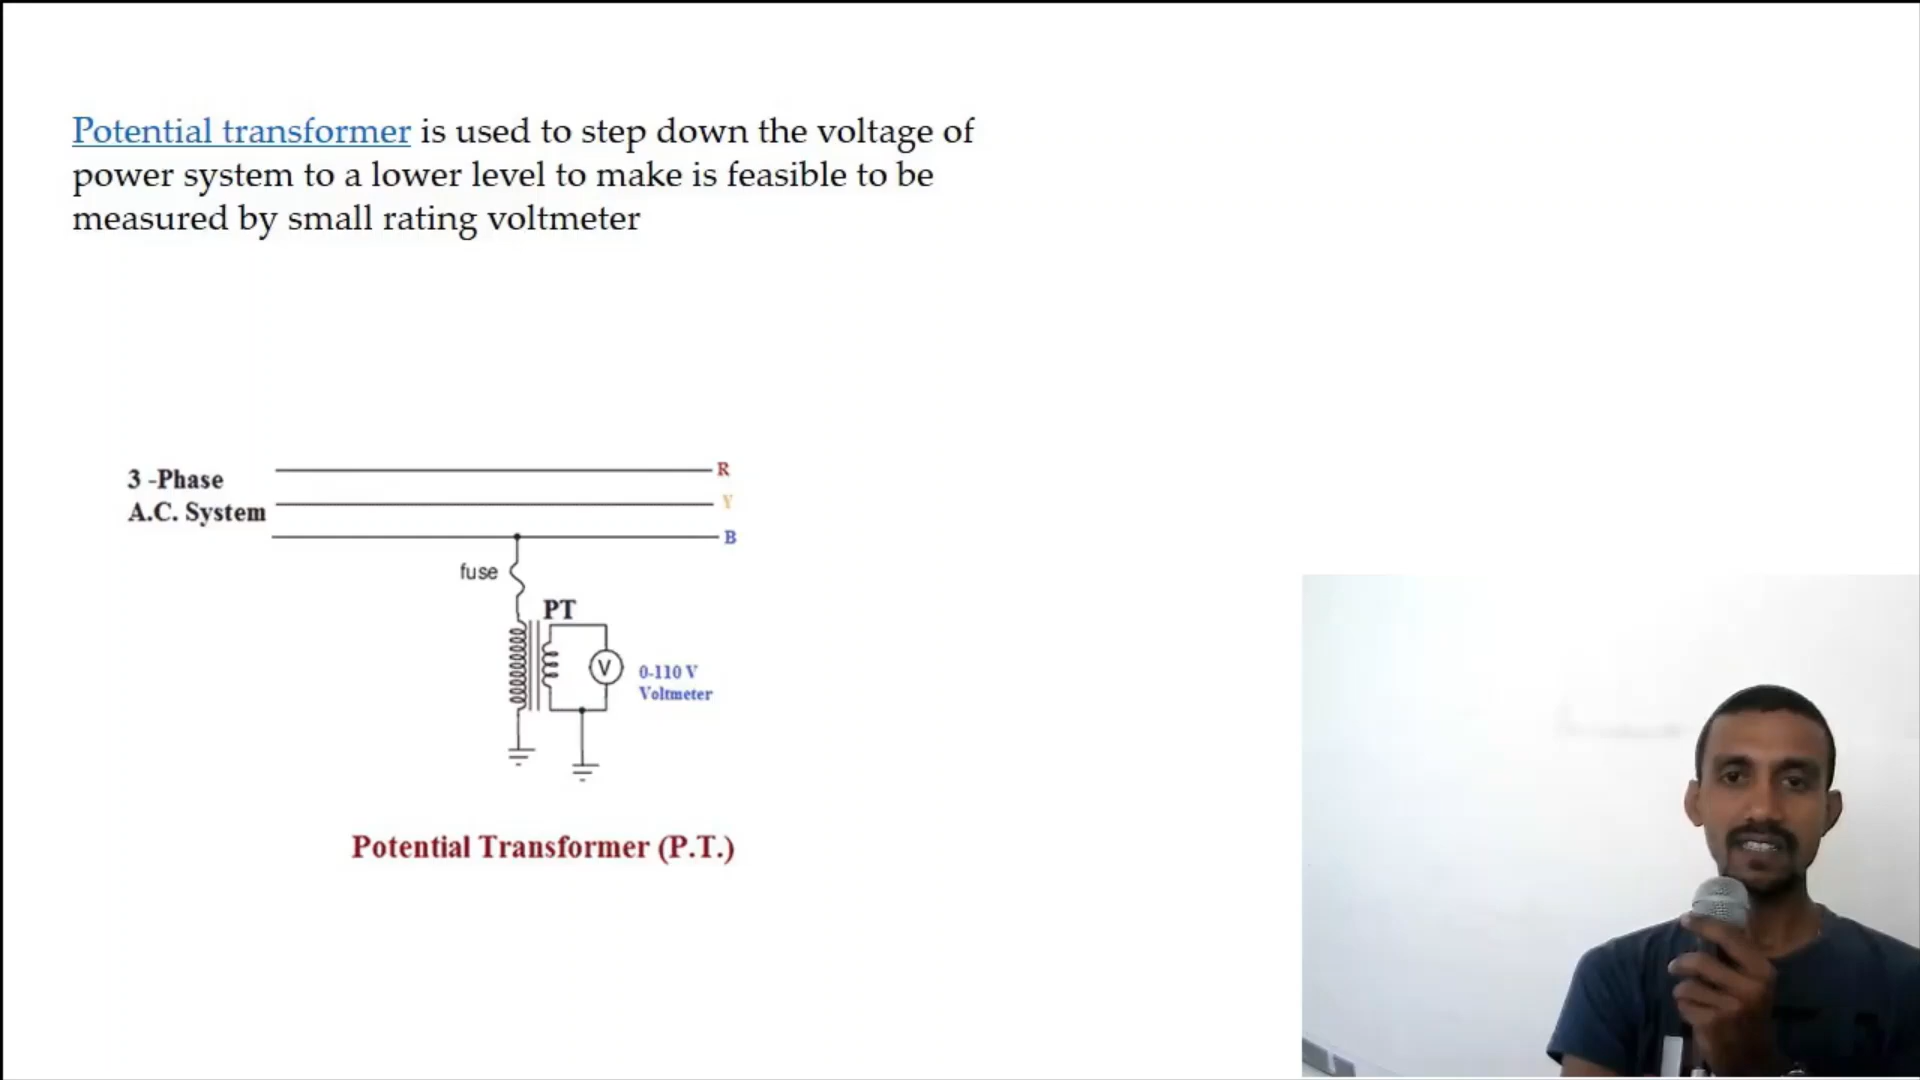 Potential transformer is used to step down the voltage of
power system to a lower level to make is feasible to be
measured by small rating voltmeter
3 -Phase
A.C. System
R
Y
B
fuse
PT
V
0-110 V
Voltmeter
Potential Transformer (P.T.)